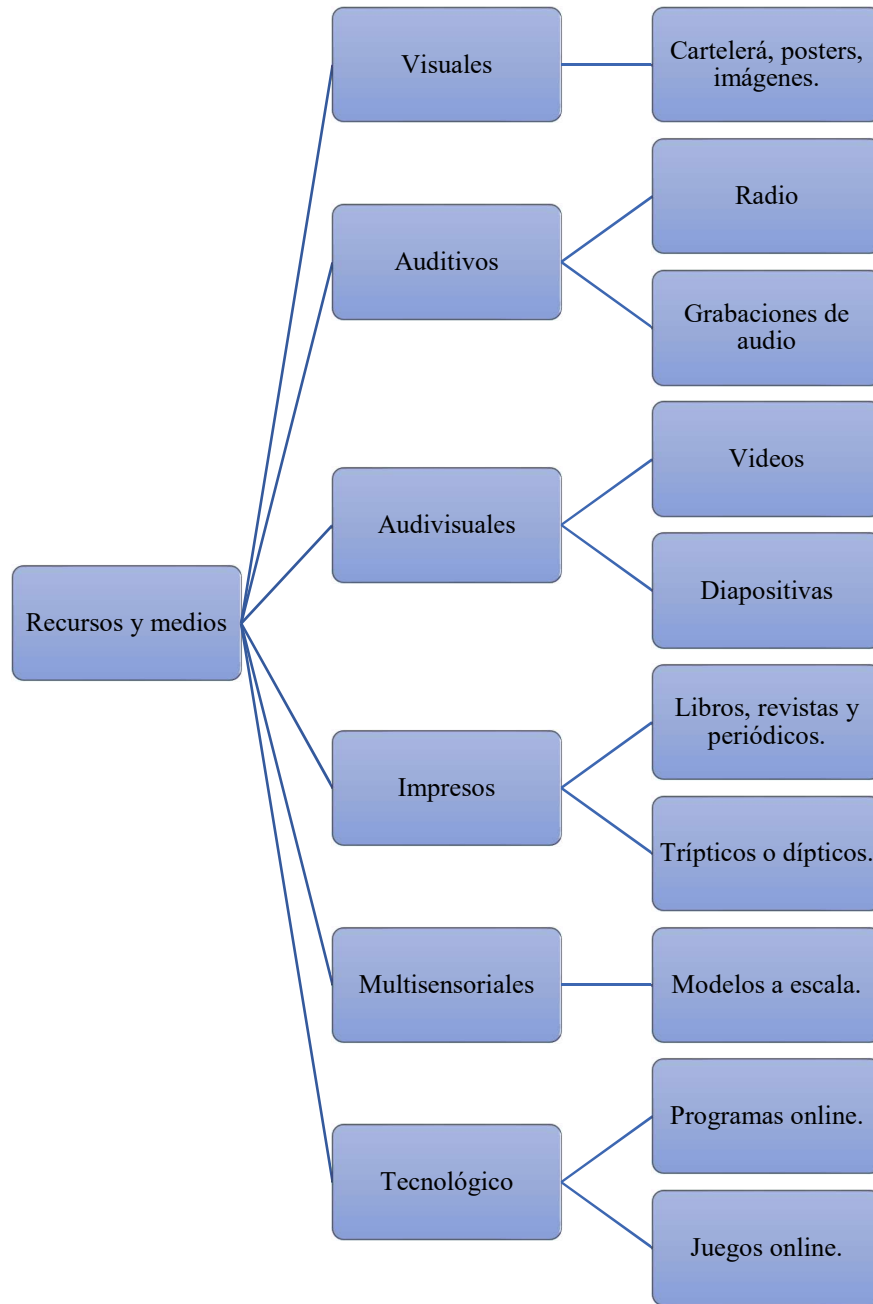 Recursos y medios
Visuales
Cartelerá, posters,
imágenes.
Auditivos
Radio
Grabaciones de
audio
Audivisuales
Videos
Diapositivas
Impresos
Libros, revistas y
periódicos.
Trípticos o dípticos.
Multisensoriales
Modelos a escala.
Tecnológico
Programas online.
Juegos online.